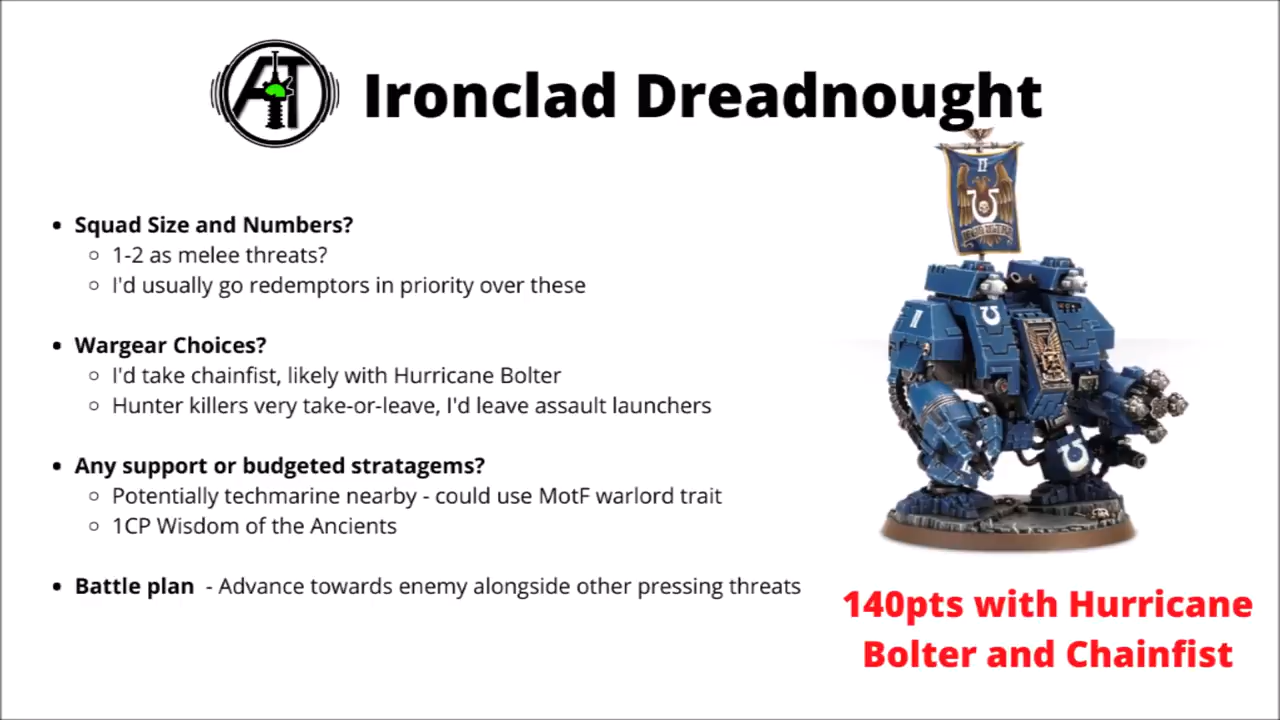 AT
Ironclad Dreadnought
II
• Squad Size and Numbers?
○ 1-2 as melee threats?
○ I'd usually go redemptors in priority over these
• Wargear Choices?
○ I'd take chainfist, likely with Hurricane Bolter
○ Hunter killers very take-or-leave, I'd leave assault launchers
• Any support or budgeted stratagems?
○ Potentially techmarine nearby - could use MotF warlord trait
○ 1CP Wisdom of the Ancients
• Battle plan - Advance towards enemy alongside other pressing threats
II
140pts with Hurricane
Bolter and Chainfist